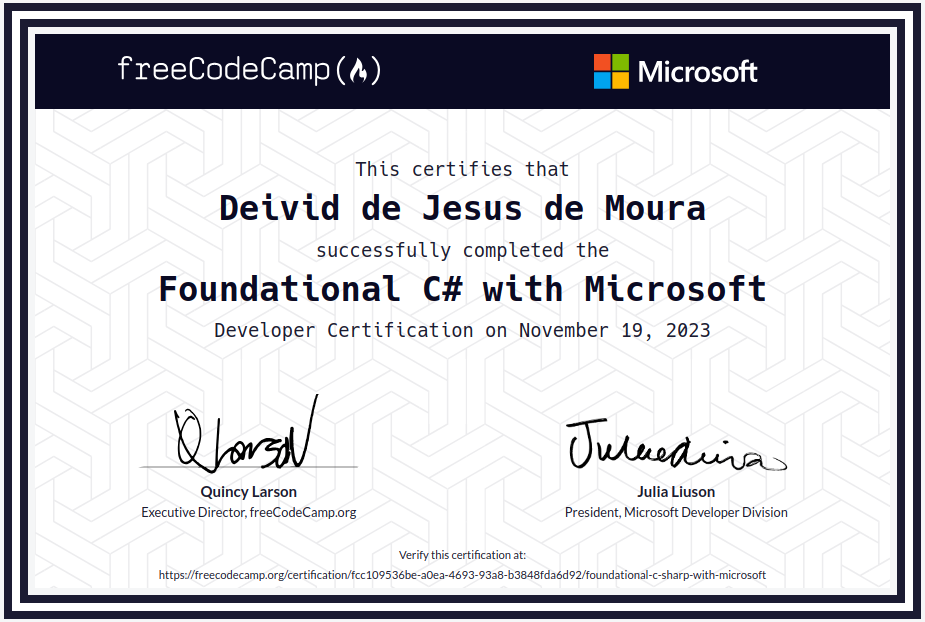 freeCodeCamp(🔥) Microsoft
This certifies that
Deivid de Jesus de Moura
successfully completed the
Foundational C# with Microsoft
Developer Certification on November 19, 2023
Quincy Larson
Executive Director, freeCodeCamp.org
Julia Liuson
President, Microsoft Developer Division
Verify this certification at:
https://freecodecamp.org/certification/fcc109536be-a0ea-4693-93a8-b3848fda6d92/foundational-c-sharp-with-microsoft